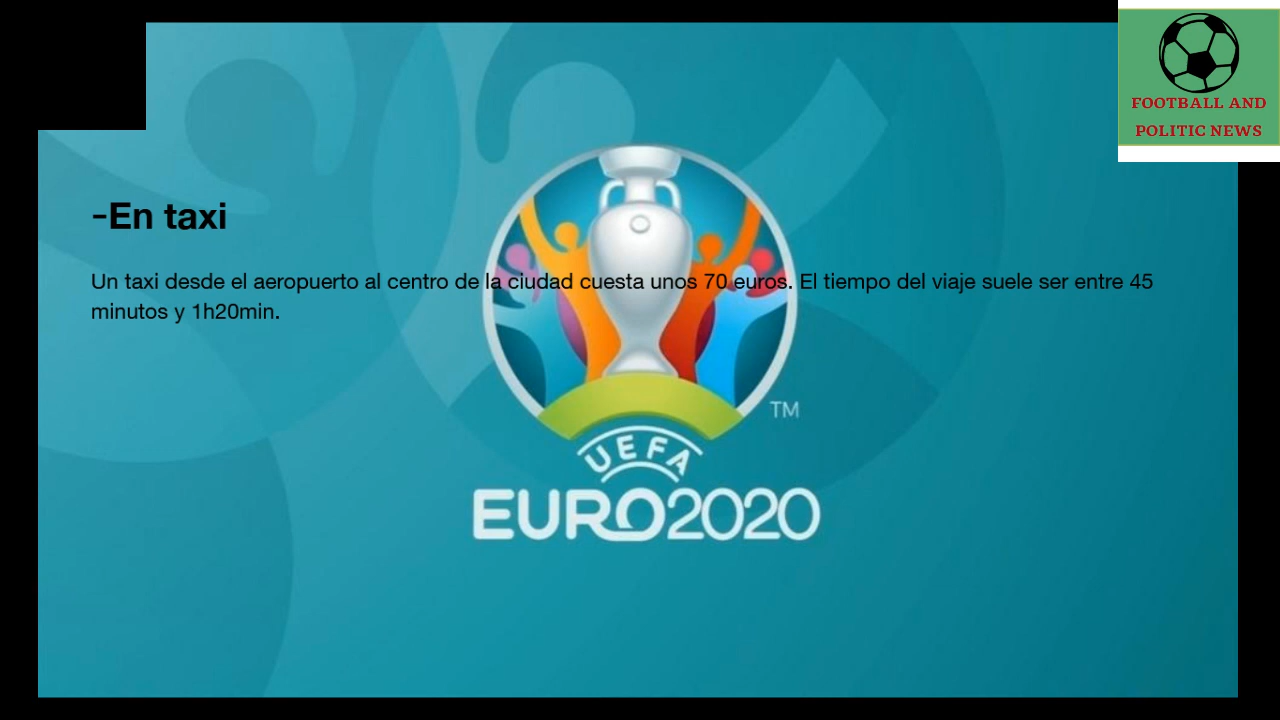 FOOTBALL AND
POLITIC NEWS
-En taxi
Un taxi desde el aeropuerto al centro de la ciudad cuesta unos 70 euros. El tiempo del viaje suele ser entre 45
minutos y 1h20min.
TM
UEFA
EURO2020